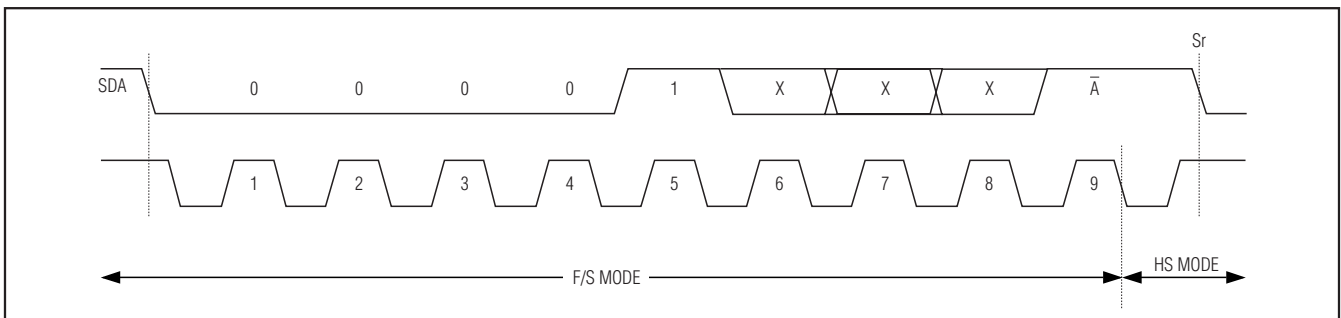 Sr
SDA 0 0 0 0 1 X X X A̅
1 2 3 4 5 6 7 8 9
F/S MODE HS MODE